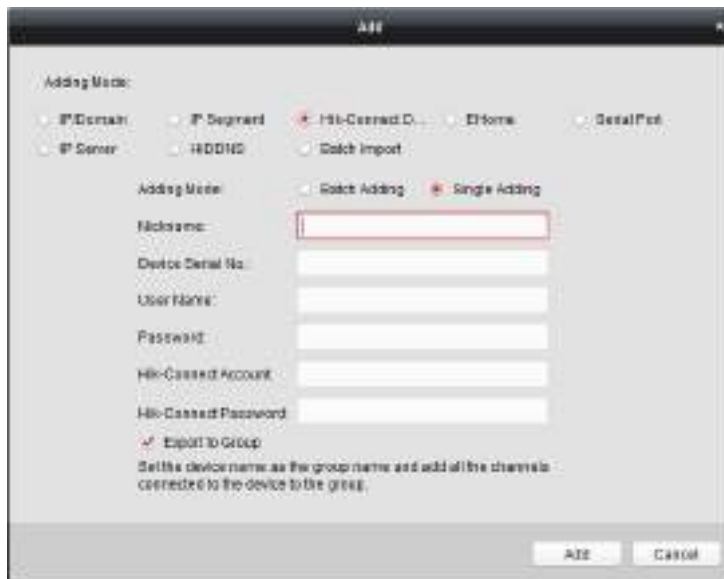 Add
Adding Mode:
IP/Domain IP Segment Hik-Connect D... EHome Serial Port
IP Server HiDDNS Batch Import
Adding Mode: Batch Adding Single Adding
Nickname:
Device Serial No.:
User Name:
Password:
Hik-Connect Account:
Hik-Connect Password:
Export to Group
Set the device name as the group name and add all the channels
connected to the device to the group.
Add Cancel